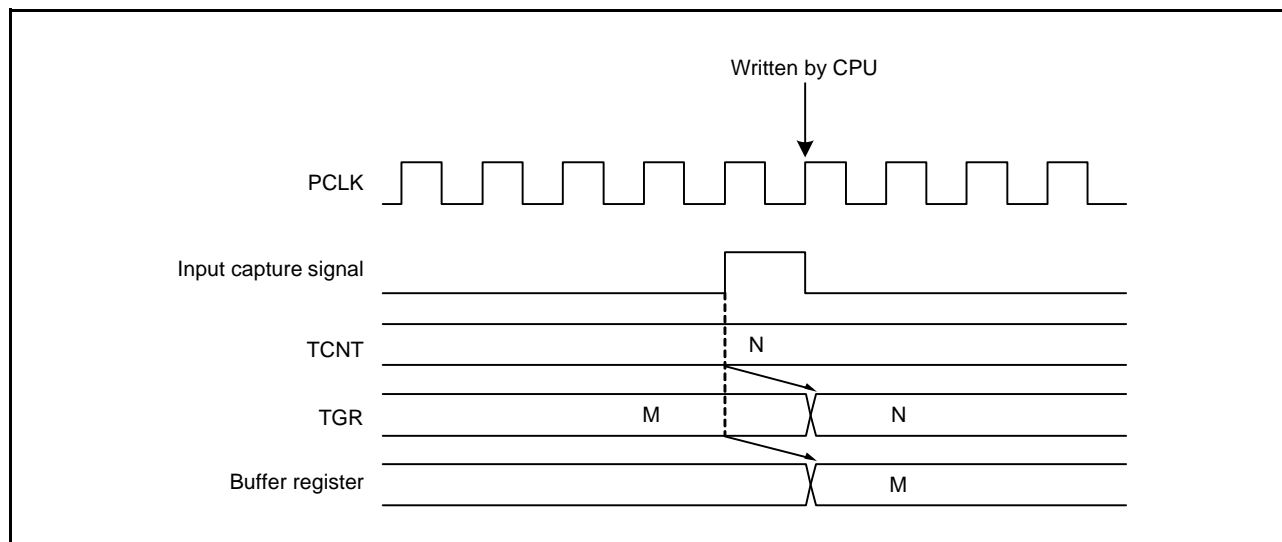 Written by CPU
PCLK
Input capture signal
TCNT
N
TGR
M
N
Buffer register
M